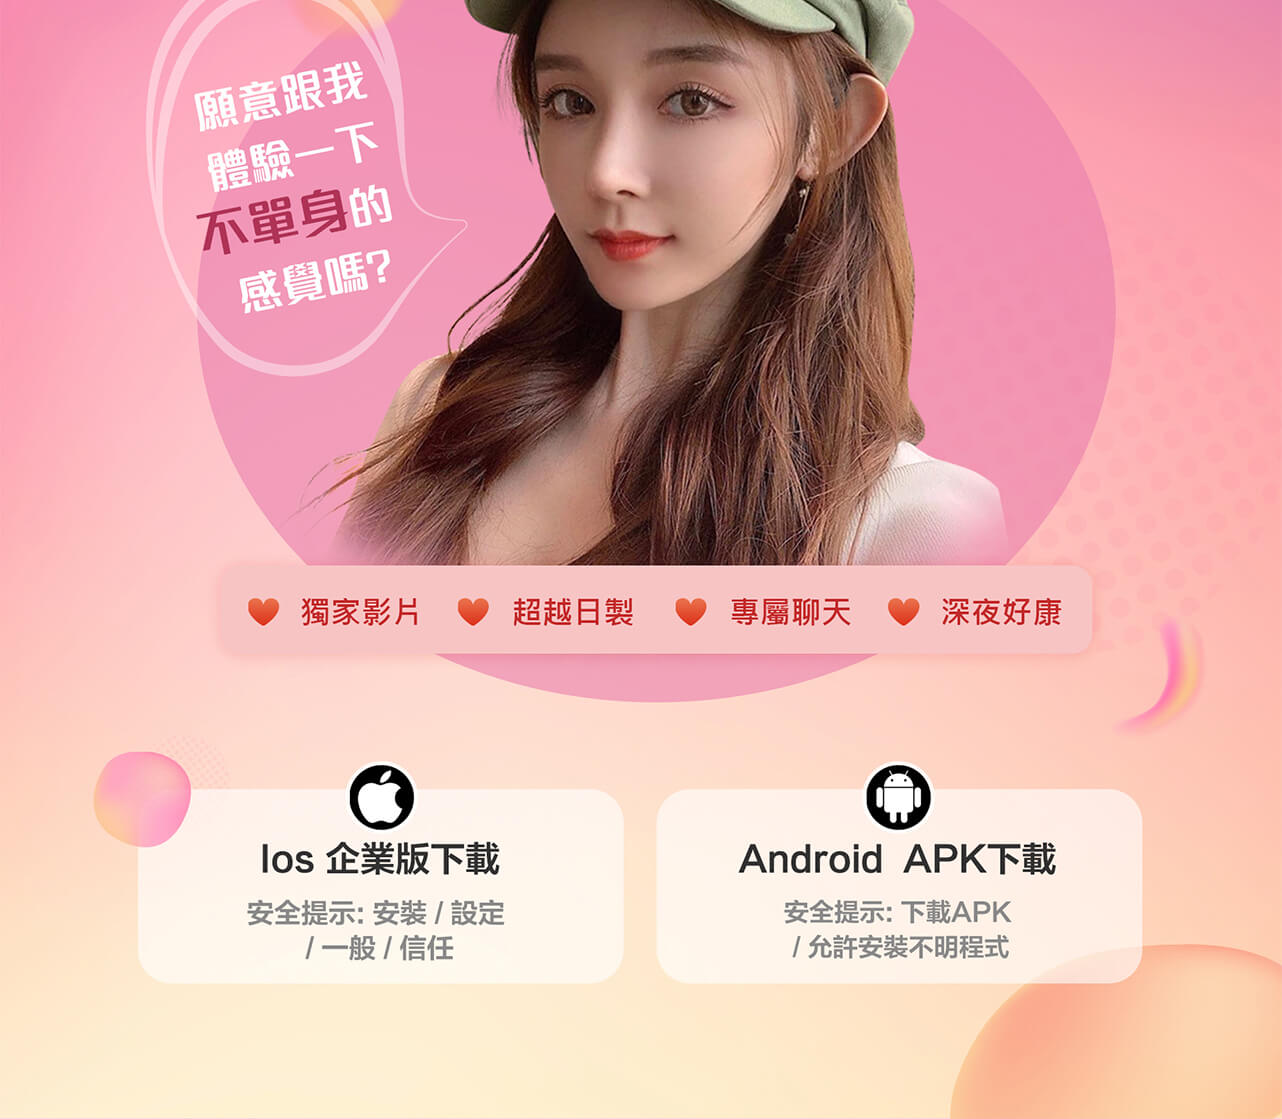 願意跟我
體驗一下
不單身的
感覺嗎?
獨家影片 超越日製 專屬聊天 深夜好康
Ios 企業版下載
安全提示: 安裝 / 設定
/ 一般 / 信任
Android APK下載
安全提示: 下載APK
/ 允許安裝不明程式